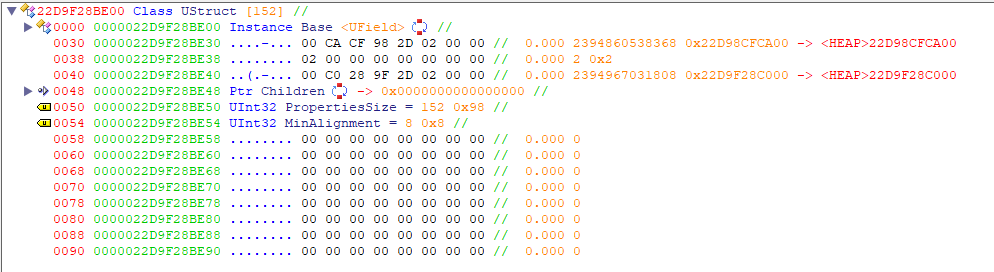 22D9F28BE00 Class UStruct [152] //
0000 0000022D9F28BE00 Instance Base <UField> //
0030 0000022D9F28BE30 ....-... 00 CA CF 98 2D 02 00 00 // 0.000 2394860538368 0x22D98CFCA00 -> <HEAP>22D98CFCA00
0038 0000022D9F28BE38 ........ 02 00 00 00 00 00 00 00 // 0.000 2 0x2
0040 0000022D9F28BE40 ..(.-... 00 C0 28 9F 2D 02 00 00 // 0.000 2394967031808 0x22D9F28C000 -> <HEAP>22D9F28C000
0048 0000022D9F28BE48 Ptr Children -> 0x0000000000000000 //
0050 0000022D9F28BE50 UInt32 PropertiesSize = 152 0x98 //
0054 0000022D9F28BE54 UInt32 MinAlignment = 8 0x8 //
0058 0000022D9F28BE58 ........ 00 00 00 00 00 00 00 00 // 0.000 0
0060 0000022D9F28BE60 ........ 00 00 00 00 00 00 00 00 // 0.000 0
0068 0000022D9F28BE68 ........ 00 00 00 00 00 00 00 00 // 0.000 0
0070 0000022D9F28BE70 ........ 00 00 00 00 00 00 00 00 // 0.000 0
0078 0000022D9F28BE78 ........ 00 00 00 00 00 00 00 00 // 0.000 0
0080 0000022D9F28BE80 ........ 00 00 00 00 00 00 00 00 // 0.000 0
0088 0000022D9F28BE88 ........ 00 00 00 00 00 00 00 00 // 0.000 0
0090 0000022D9F28BE90 ........ 00 00 00 00 00 00 00 00 // 0.000 0